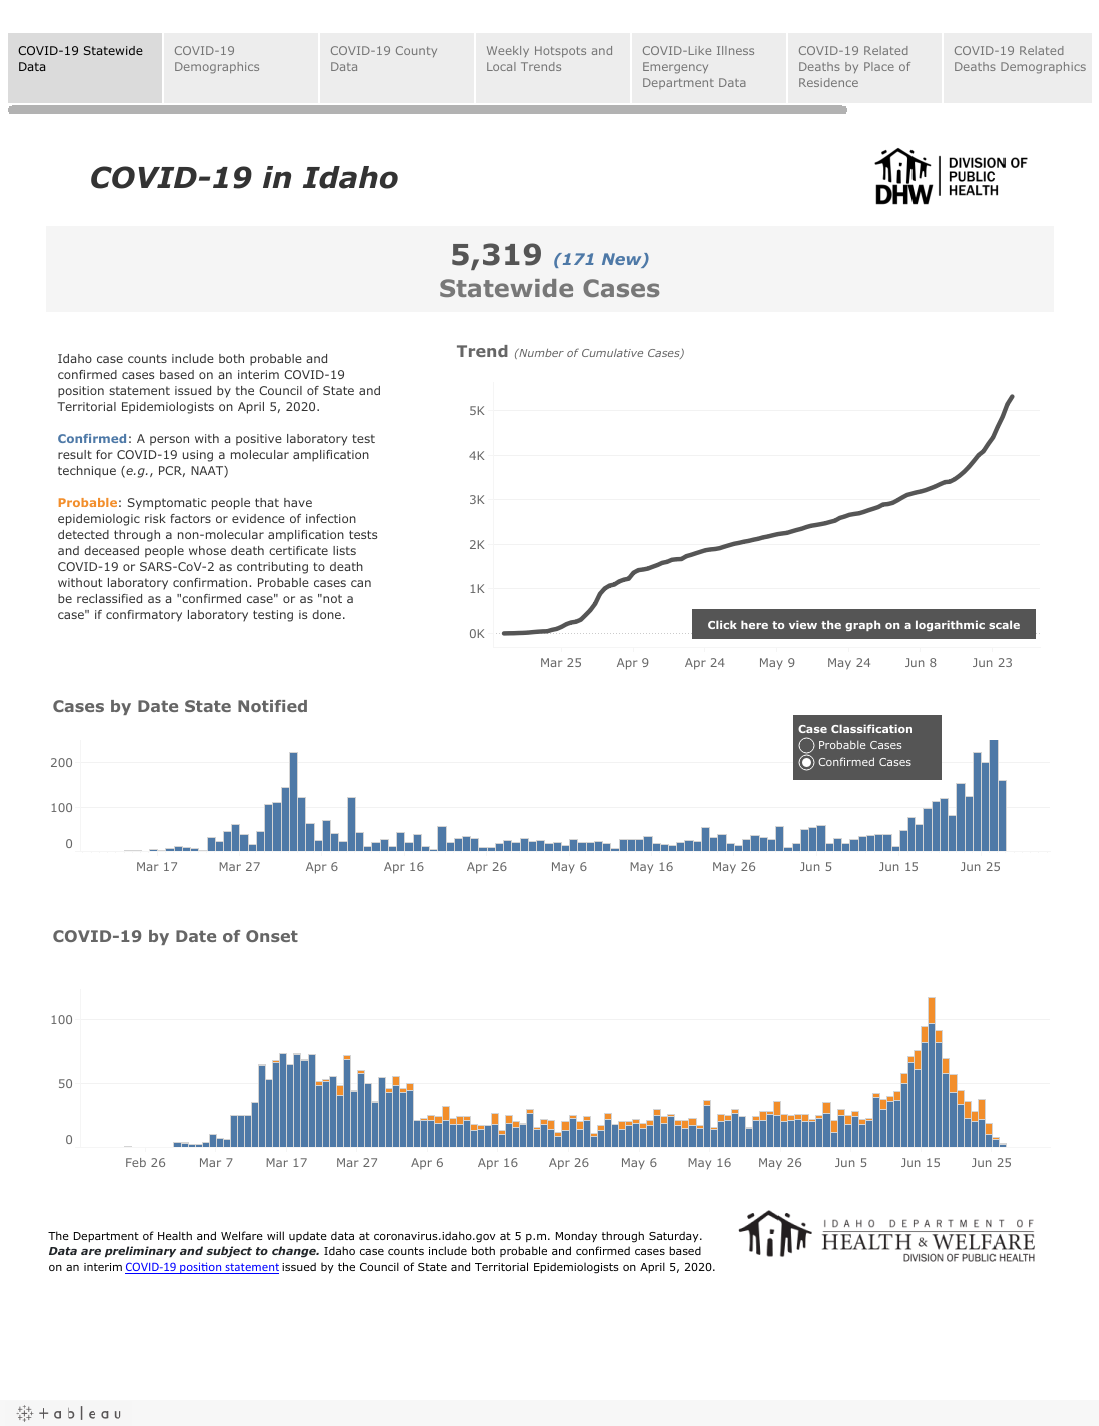 COVID-19 Statewide
Data
COVID-19
Demographics
COVID-19 County
Data
Weekly Hotspots and
Local Trends
COVID-Like Illness
Emergency
Department Data
COVID-19 Related
Deaths by Place of
Residence
COVID-19 Related
Deaths Demographics
COVID-19 in Idaho
DHW
DIVISION OF
PUBLIC
HEALTH
5,319 (171 New)
Statewide Cases
Idaho case counts include both probable and
confirmed cases based on an interim COVID-19
position statement issued by the Council of State and
Territorial Epidemiologists on April 5, 2020.
Confirmed: A person with a positive laboratory test
result for COVID-19 using a molecular amplification
technique (e.g., PCR, NAAT)
Probable: Symptomatic people that have
epidemiologic risk factors or evidence of infection
detected through a non-molecular amplification tests
and deceased people whose death certificate lists
COVID-19 or SARS-CoV-2 as contributing to death
without laboratory confirmation. Probable cases can
be reclassified as a "confirmed case" or as "not a
case" if confirmatory laboratory testing is done.
Trend (Number of Cumulative Cases)
5K
4K
3K
2K
1K
0K
Click here to view the graph on a logarithmic scale
Mar 25 Apr 9 Apr 24 May 9 May 24 Jun 8 Jun 23
Cases by Date State Notified
Case Classification
Probable Cases
Confirmed Cases
200
100
0
Mar 17 Mar 27 Apr 6 Apr 16 Apr 26 May 6 May 16 May 26 Jun 5 Jun 15 Jun 25
COVID-19 by Date of Onset
100
50
0
Feb 26 Mar 7 Mar 17 Mar 27 Apr 6 Apr 16 Apr 26 May 6 May 16 May 26 Jun 5 Jun 15 Jun 25
The Department of Health and Welfare will update data at coronavirus.idaho.gov at 5 p.m. Monday through Saturday.
Data are preliminary and subject to change. Idaho case counts include both probable and confirmed cases based
on an interim COVID-19 position statement issued by the Council of State and Territorial Epidemiologists on April 5, 2020.
IDAHO DEPARTMENT OF
HEALTH & WELFARE
DIVISION OF PUBLIC HEALTH
+ableau